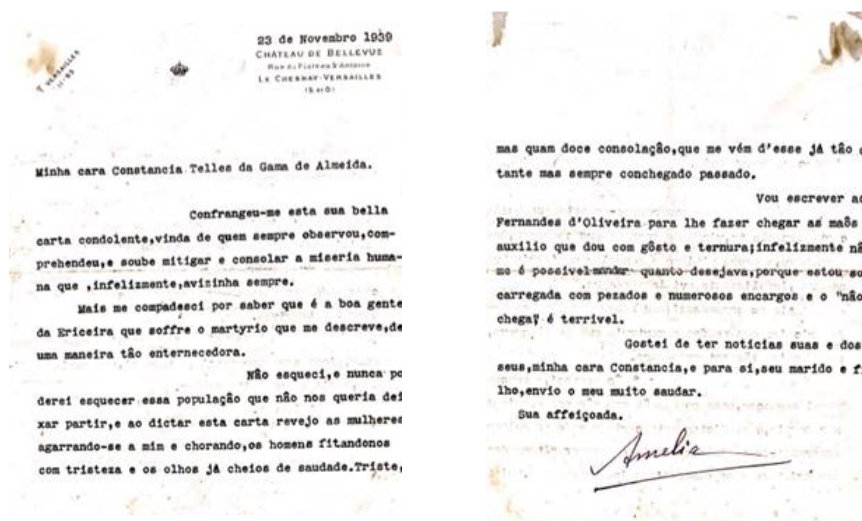 T. VERSAILLES
11-93
23 de Novembro 1939
CHÂTEAU DE BELLEVUE
LE CHESNAY-VERSAILLES
(S. et O.)
Minha cara Constancia Telles da Gama de Almeida.
Confrangeu-me esta sua bella
carta condolente,vinda de quem sempre observou,com-
prehendeu,e soube mitigar e consolar a miseria huma-
na que ,infelizmente,avizinha sempre.
Mais me compadesci por saber que é a boa gente
da Ericeira que soffre o martyrio que me descreve,de
uma maneira tão enternecedora.
Não esqueci,e nunca po
derei esquecer essa população que não nos queria dei
xar partir,e ao dictar esta carta revejo as mulheres
agarrando-se a mim e chorando,os homens fitandonos
com tristeza e os olhos já cheios de saudade.Triste,
mas quam doce consolação,que me vém d'esse já tão
tante mas sempre conchegado passado.
Vou escrever
Fernandes d'Oliveira para lhe fazer chegar as maõs
auxilio que dou com gôsto e ternura;infelizmente
me é possivel mandar quanto desejava,porque estou
carregada com pezados e numerosos encargos e o "não
chega" é terrivel.
Gostei de ter noticias suas e dos
seus,minha cara Constancia,e para si,seu marido e
lho,envio o meu muito saudar.
Sua affeiçoada.
Amelia